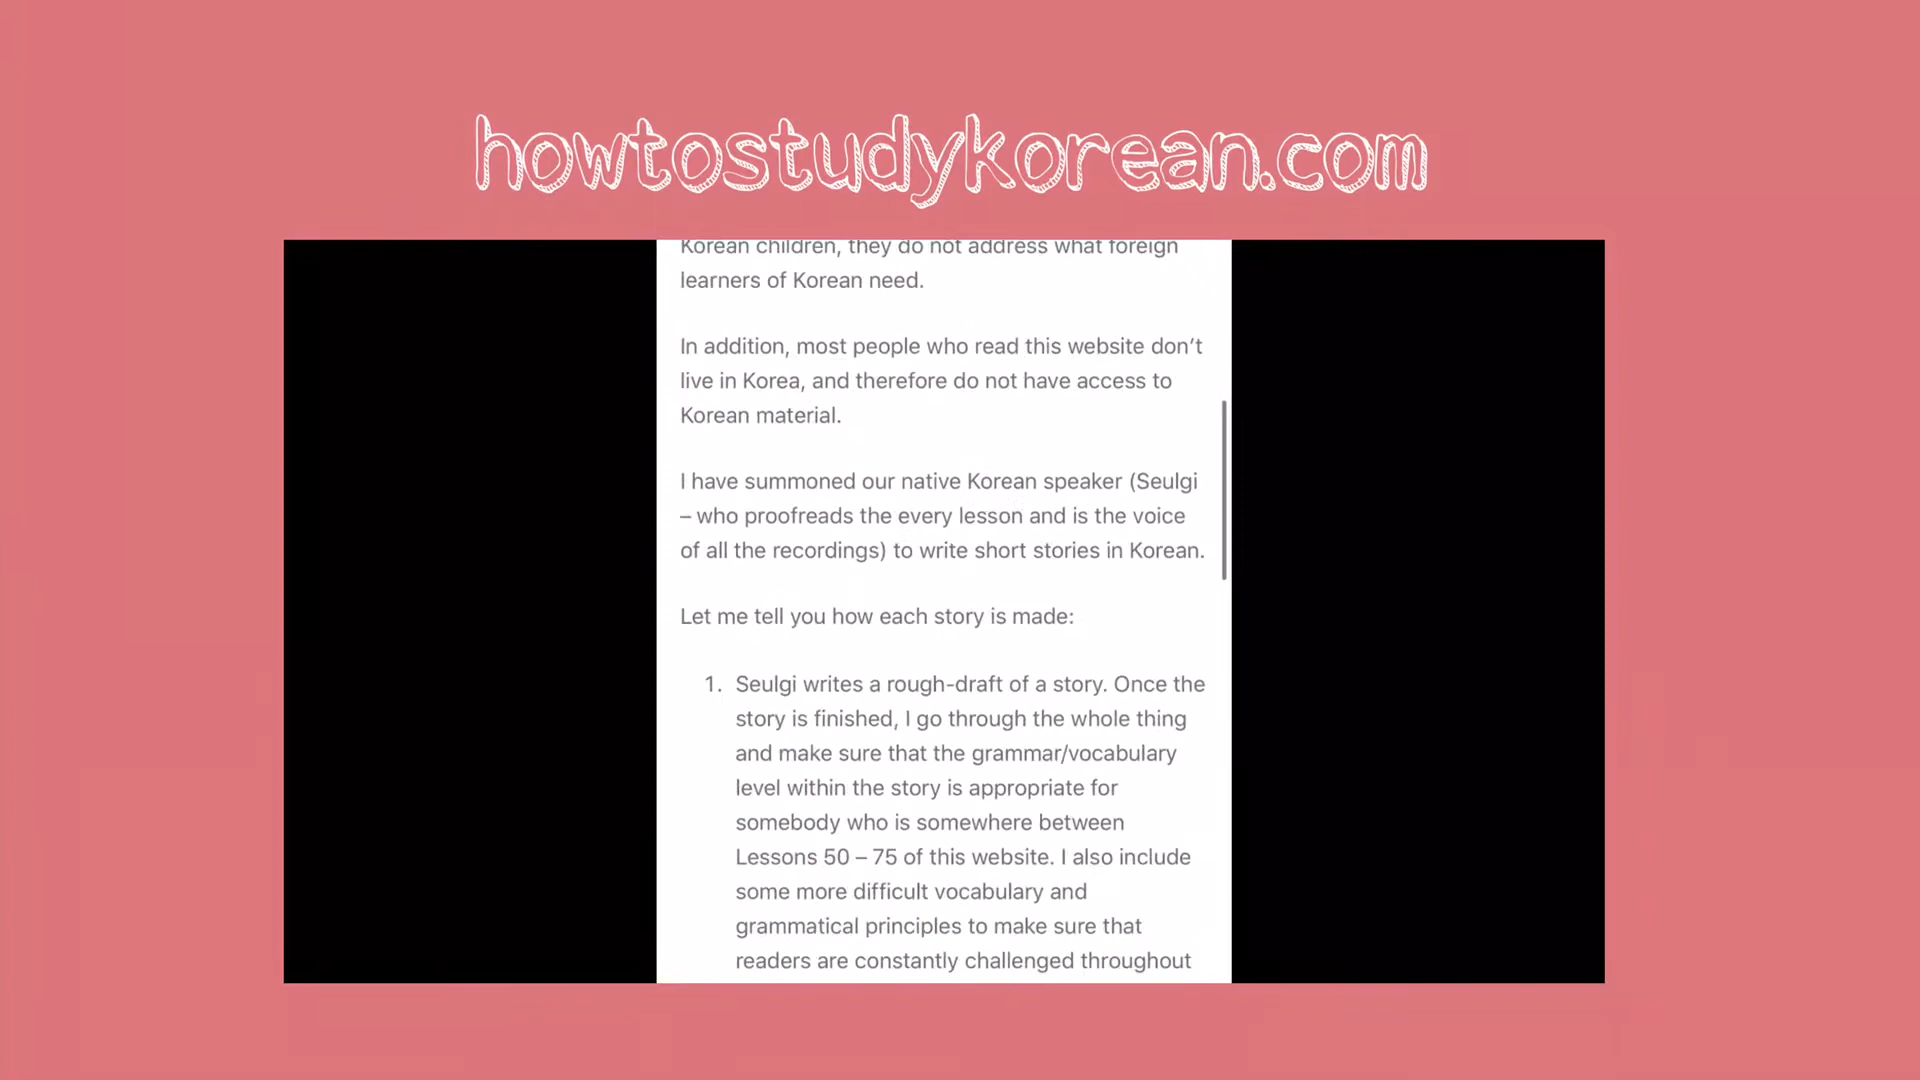 howtostudykorean.com
Korean children, they do not address what foreign
learners of Korean need.
In addition, most people who read this website don’t
live in Korea, and therefore do not have access to
Korean material.
I have summoned our native Korean speaker (Seulgi
– who proofreads the every lesson and is the voice
of all the recordings) to write short stories in Korean.
Let me tell you how each story is made:
1. Seulgi writes a rough-draft of a story. Once the
story is finished, I go through the whole thing
and make sure that the grammar/vocabulary
level within the story is appropriate for
somebody who is somewhere between
Lessons 50 – 75 of this website. I also include
some more difficult vocabulary and
grammatical principles to make sure that
readers are constantly challenged throughout